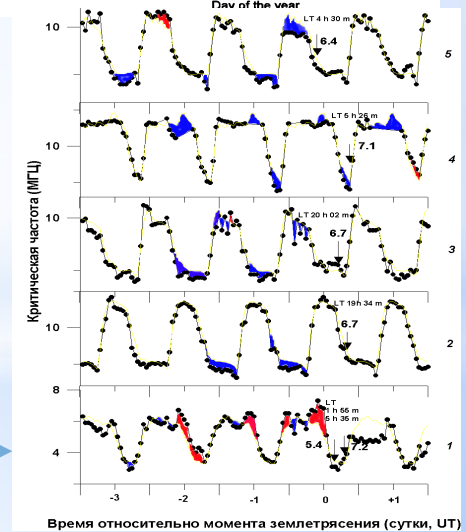 Day of the year
10
LT 4 h 30 m
6.4
5
LT 5 h 26 m
10
7.1
4
10
LT 20 h 02 m
6.7
3
LT 19h 34 m
10
6.7
2
8
LT
1 h 55 m
5 h 35 m
5.4
7.2
4
1
-3
-2
-1
0
+1
Критическая частота (МГЦ)
Время относительно момента землетрясения (сутки, UT)